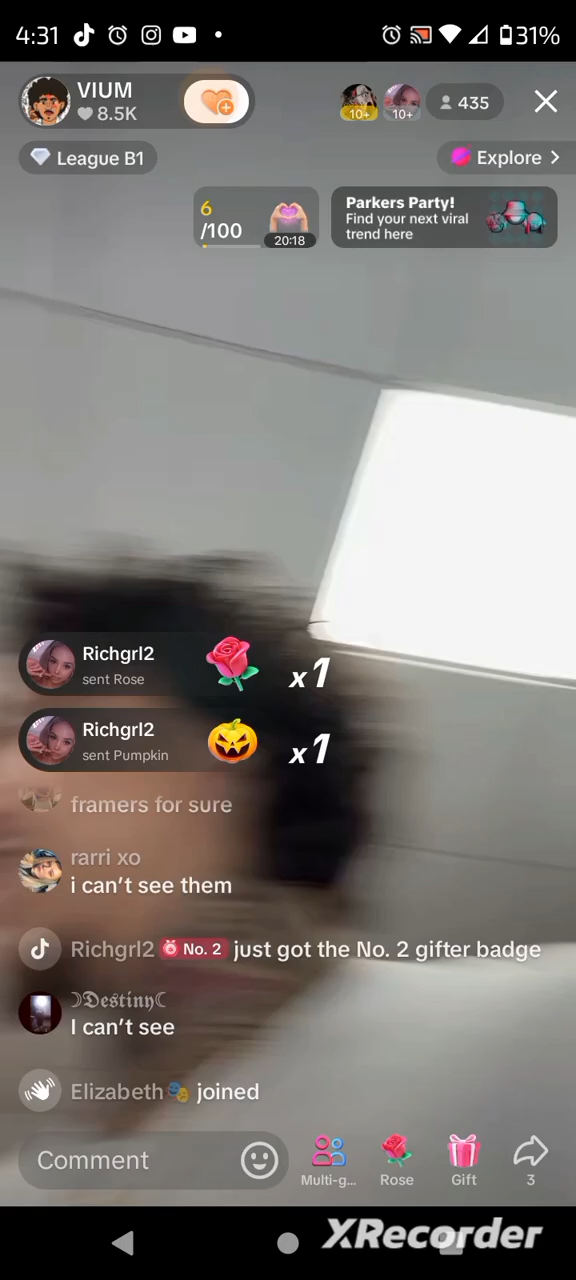 4:31
31%
VIUM
8.5K
10+
10+
435
League B1
Explore
6
/100
20:18
Parkers Party!
Find your next viral
trend here
Richgrl2
sent Rose
x1
Richgrl2
sent Pumpkin
x1
framers for sure
rarri xo
i can't see them
Richgrl2 No. 2 just got the No. 2 gifter badge
☽𝕯𝖊𝖘𝖙𝖎𝖓𝖞☾
I can't see
Elizabeth🎭 joined
Comment
Multi-g...
Rose
Gift
3
XRecorder